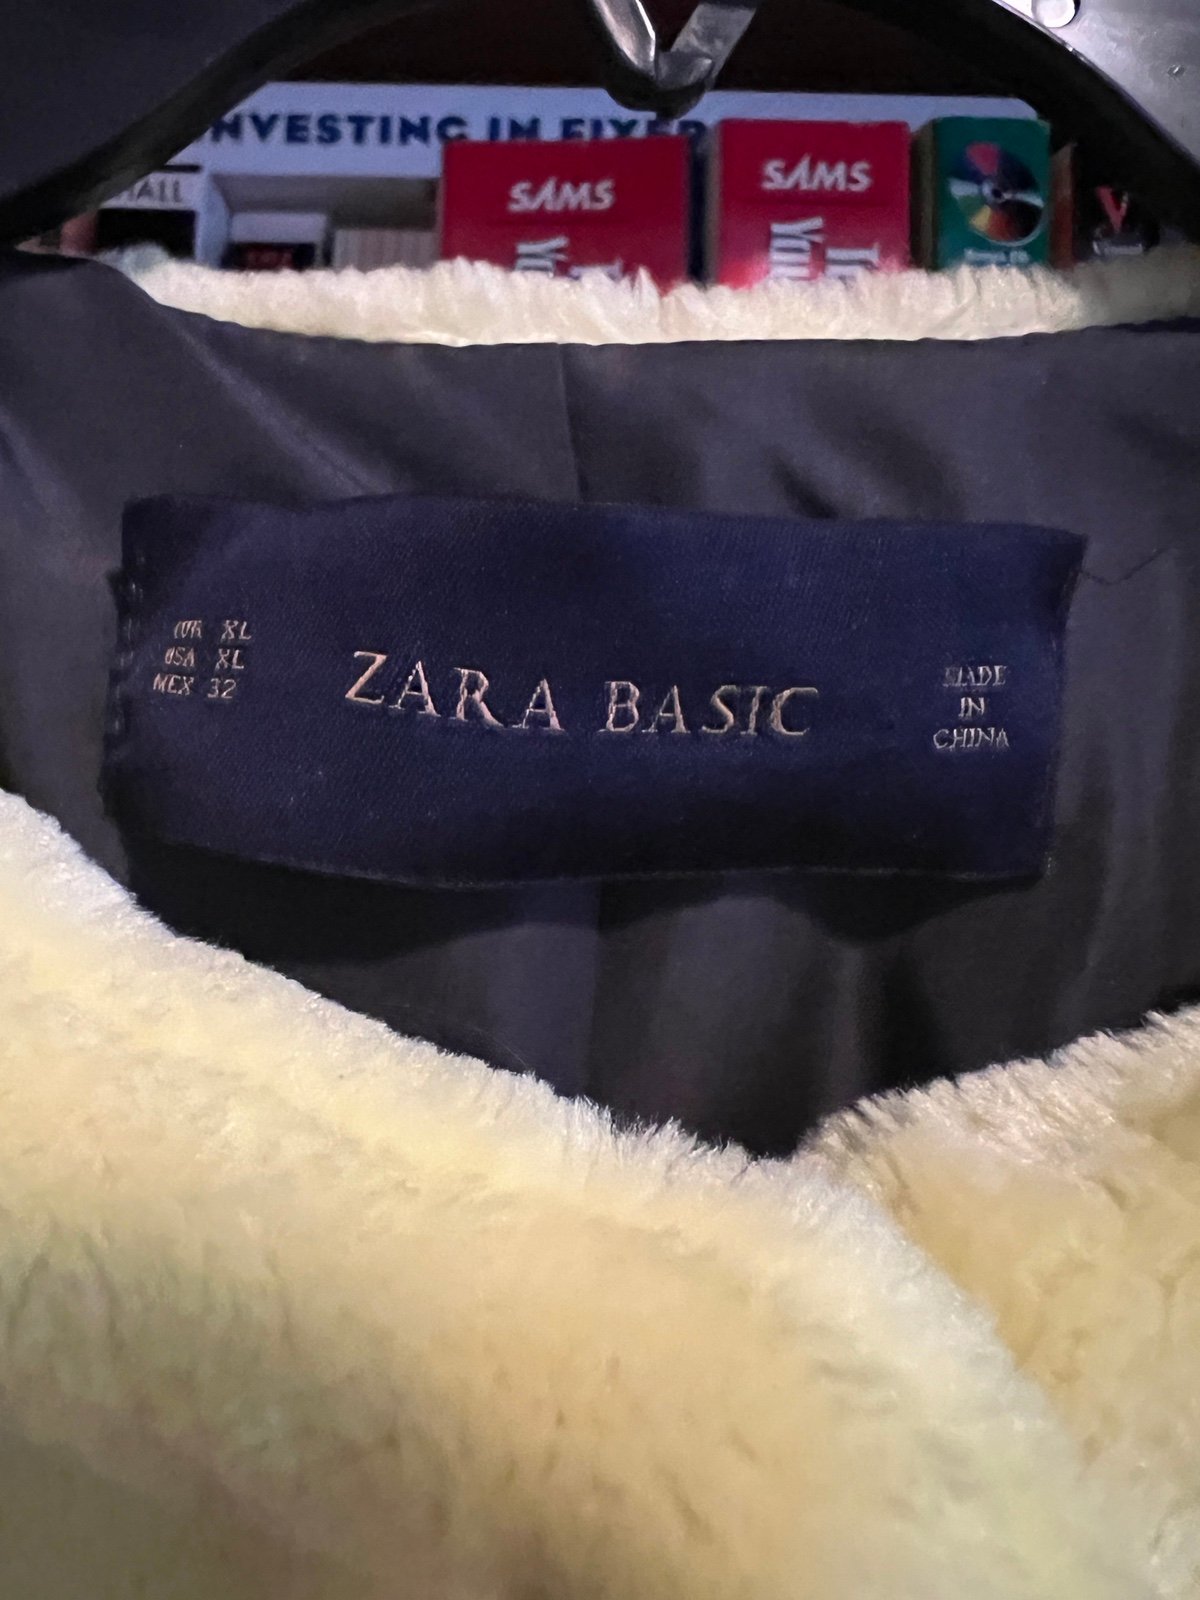 INVESTING IN FIXED
SAMS
SAMS
EUR XL
USA XL
MEX 32
ZARA BASIC
MADE
IN
CHINA